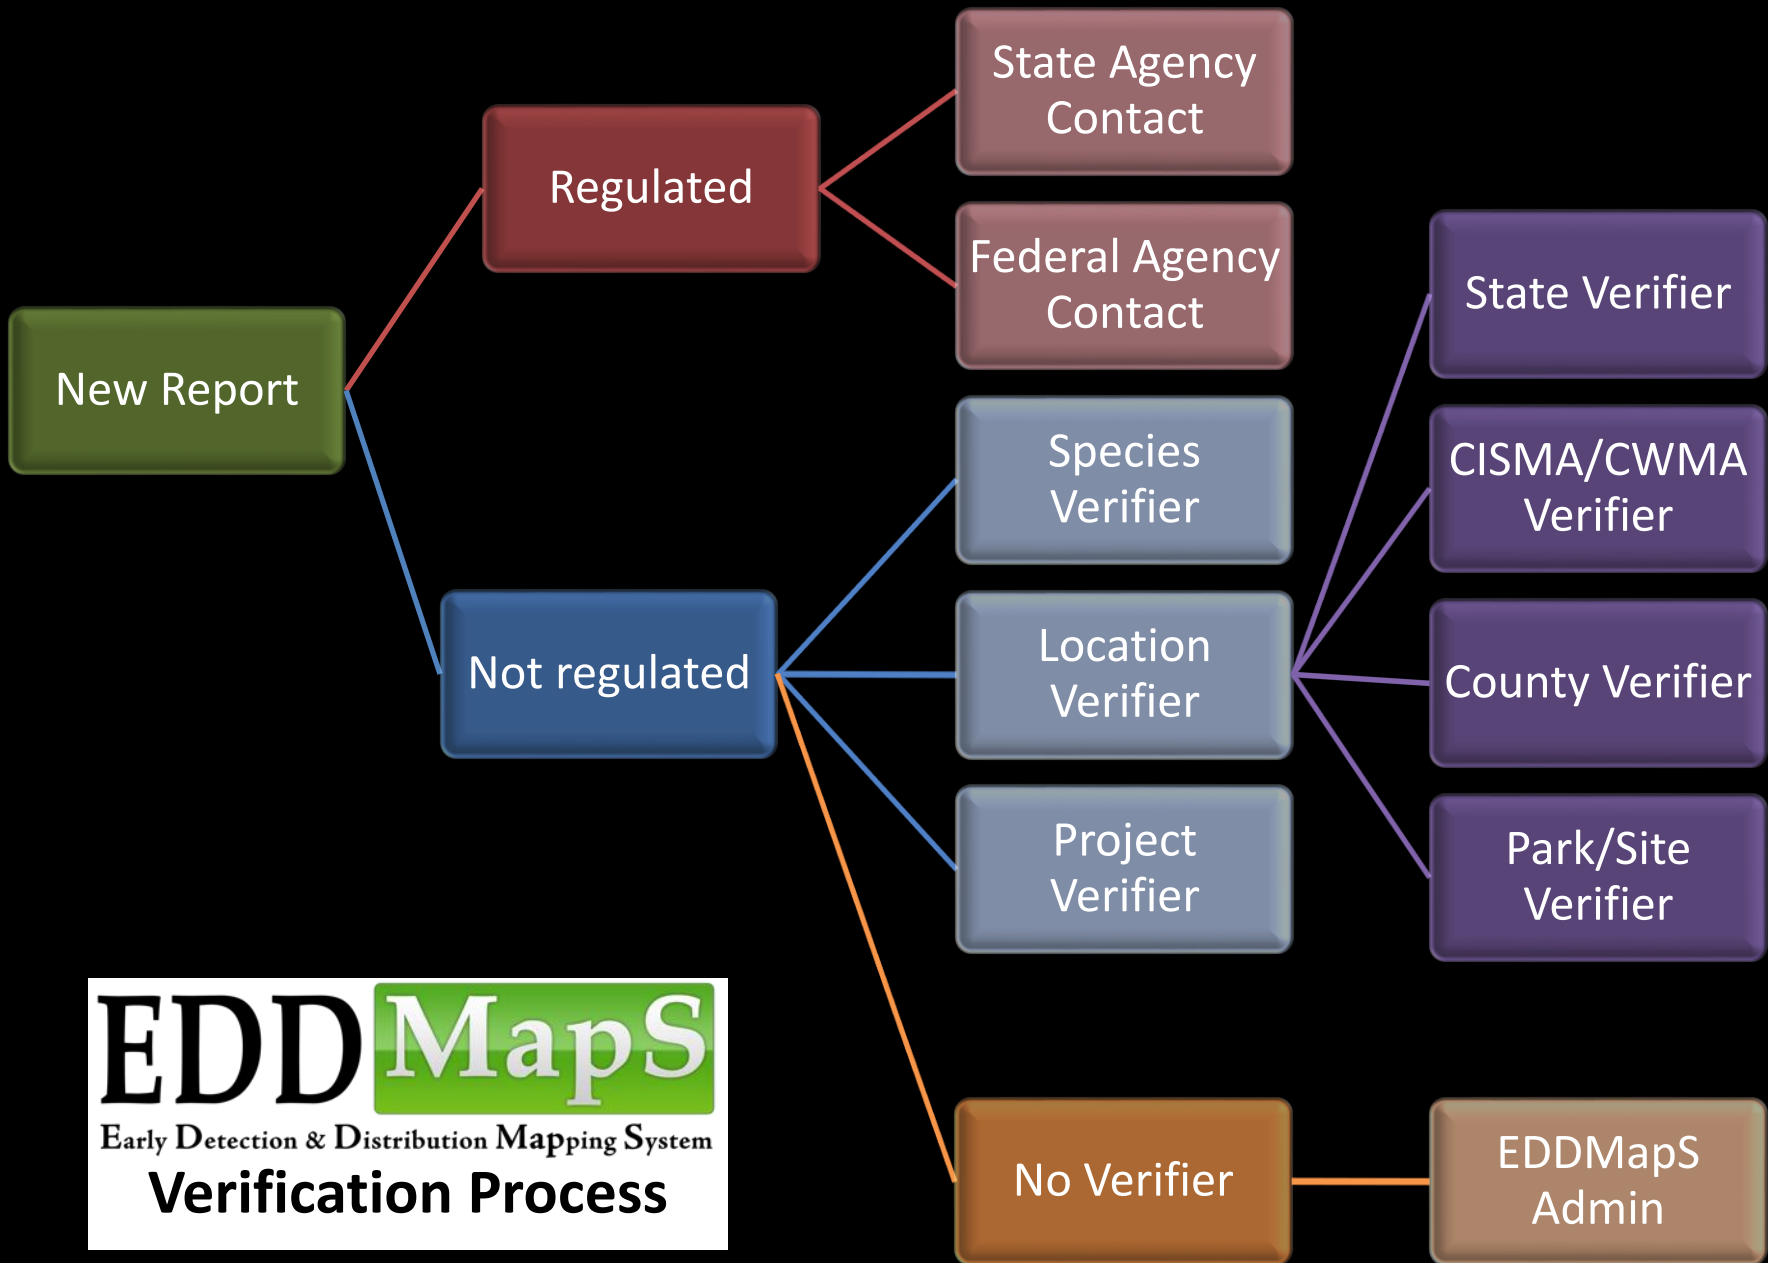 New Report
Regulated
State Agency
Contact
Federal Agency
Contact
Not regulated
Species
Verifier
Location
Verifier
Project
Verifier
State Verifier
CISMA/CWMA
Verifier
County Verifier
Park/Site
Verifier
No Verifier
EDDMapS
Admin
EDDMapS
Early Detection & Distribution Mapping System
Verification Process